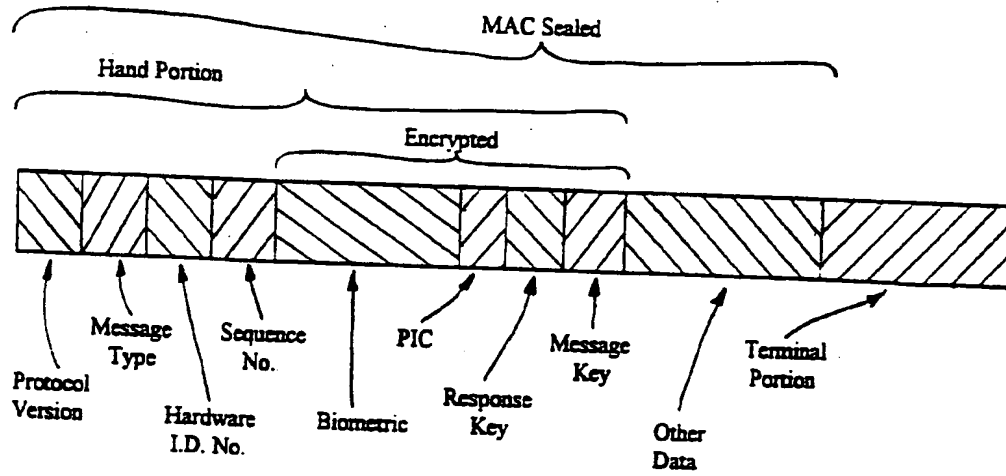 MAC Sealed
Hand Portion
Encrypted
Message
Type
Sequence
No.
PIC
Message
Key
Terminal
Portion
Protocol
Version
Hardware
I.D. No.
Biometric
Response
Key
Other
Data